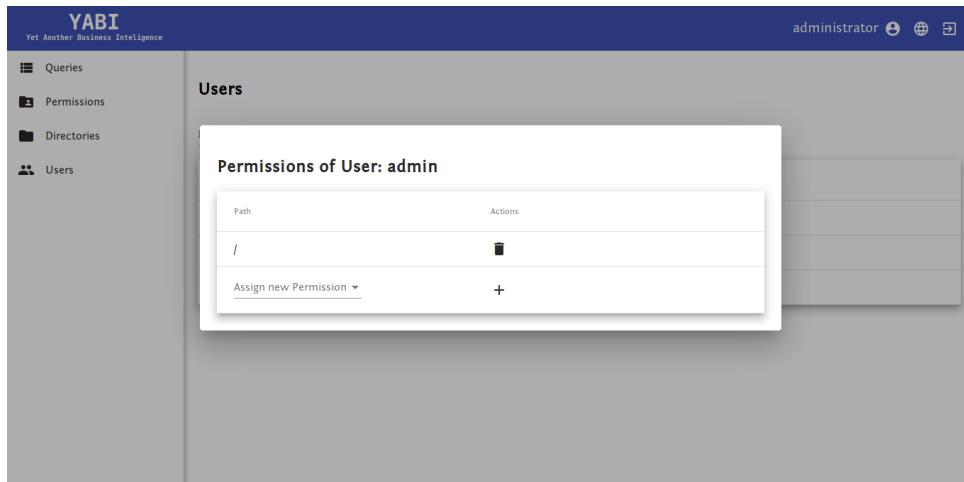 YABI
Yet Another Business Inteligence
administrator
Queries
Permissions
Directories
Users
Users
Permissions of User: admin
Path Actions
/
Assign new Permission